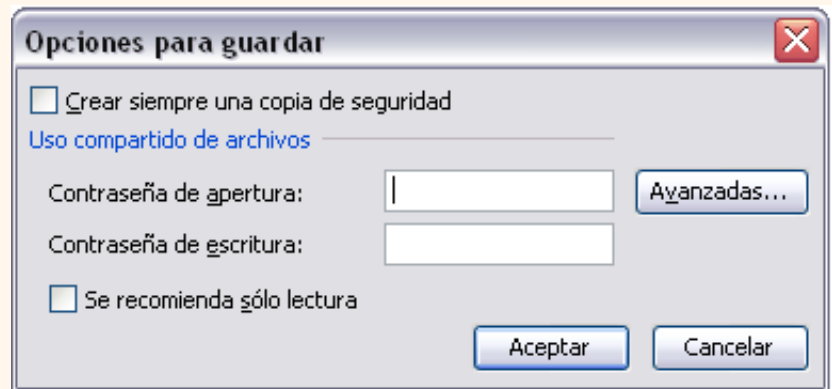 Opciones para guardar
Crear siempre una copia de seguridad
Uso compartido de archivos
Contraseña de apertura:
Avanzadas...
Contraseña de escritura:
Se recomienda sólo lectura
Aceptar
Cancelar